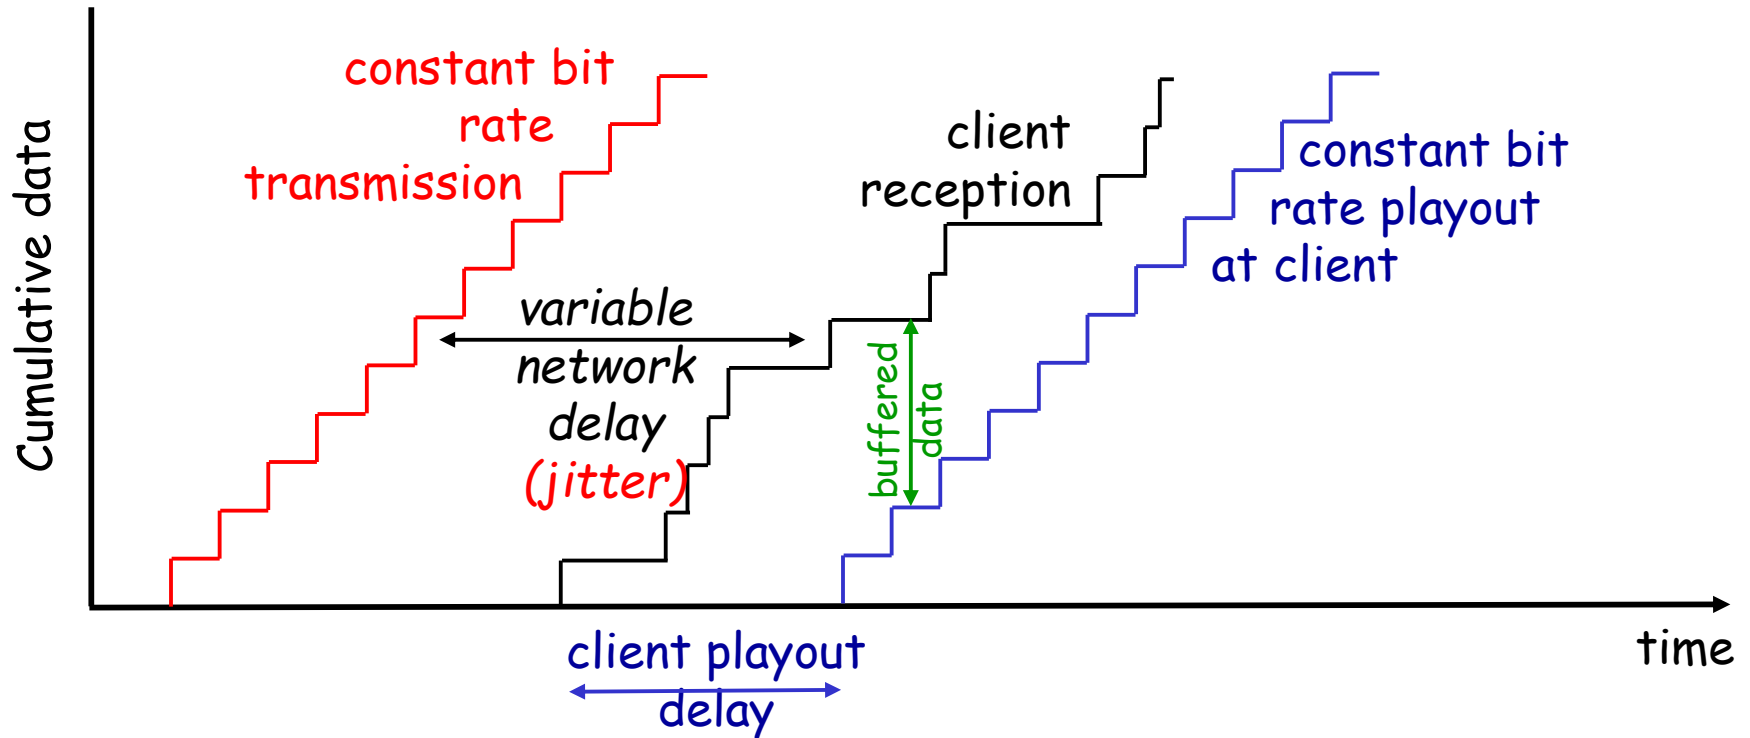 Cumulative data
constant bit
rate
transmission
variable
network
delay
(jitter)
client
reception
buffered
data
constant bit
rate playout
at client
time
client playout
delay